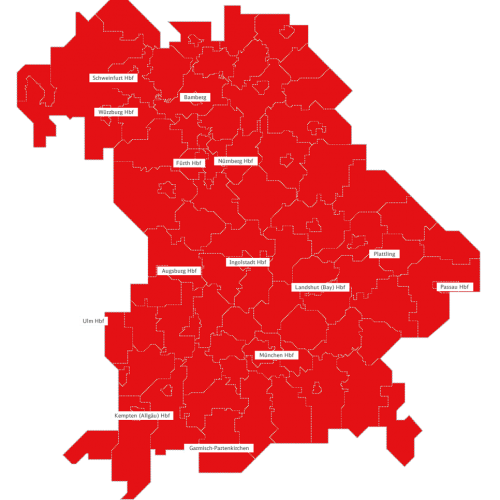 Schweinfurt Hbf
Bamberg
Würzburg Hbf
Fürth Hbf
Nürnberg Hbf
Plattling
Ingolstadt Hbf
Augsburg Hbf
Landshut (Bay) Hbf
Passau Hbf
Ulm Hbf
München Hbf
Kempten (Allgäu) Hbf
Garmisch-Partenkirchen